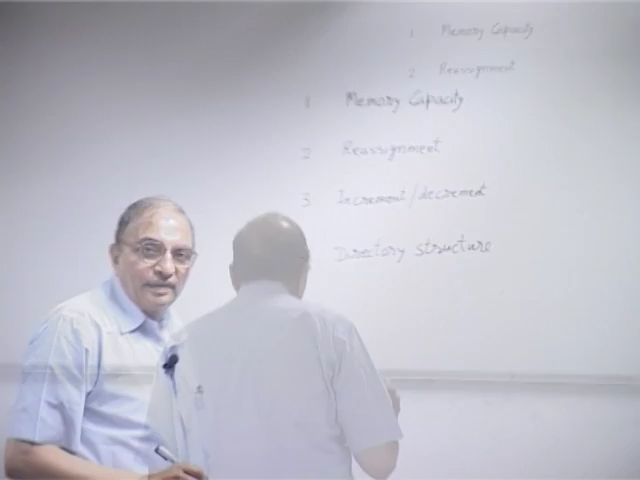 1 Memory Capacity
2 Reassignment
1 Memory Capacity
2 Reassignment
3 Increment/decrement
Directory structure